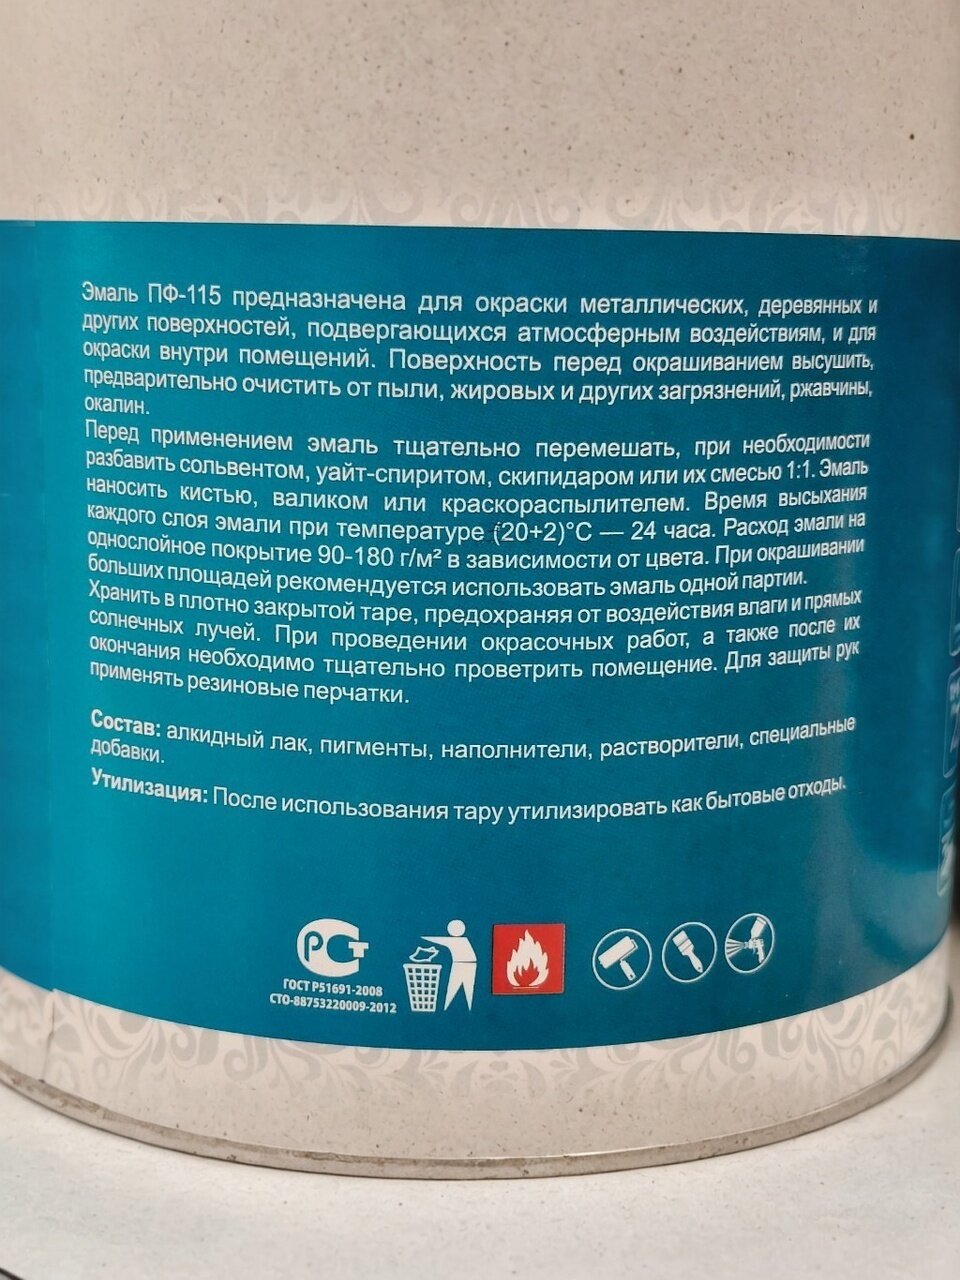 Эмаль ПФ-115 предназначена для окраски металлических, деревянных и
других поверхностей, подвергающихся атмосферным воздействиям, и для
окраски внутри помещений. Поверхность перед окрашиванием высушить,
предварительно очистить от пыли, жировых и других загрязнений, ржавчины,
окалин.
Перед применением эмаль тщательно перемешать, при необходимости
разбавить сольвентом, уайт-спиритом, скипидаром или их смесью 1:1. Эмаль
наносить кистью, валиком или краскораспылителем. Время высыхания
каждого слоя эмали при температуре (20+2)°С — 24 часа. Расход эмали на
однослойное покрытие 90-180 г/м² в зависимости от цвета. При окрашивании
больших площадей рекомендуется использовать эмаль одной партии.
Хранить в плотно закрытой таре, предохраняя от воздействия влаги и прямых
солнечных лучей. При проведении окрасочных работ, а также после их
окончания необходимо тщательно проветрить помещение. Для защиты рук
применять резиновые перчатки.
Состав: алкидный лак, пигменты, наполнители, растворители, специальные
добавки.
Утилизация: После использования тару утилизировать как бытовые отходы.
РСТ
ГОСТ Р51691-2008
СТО-88753220009-2012